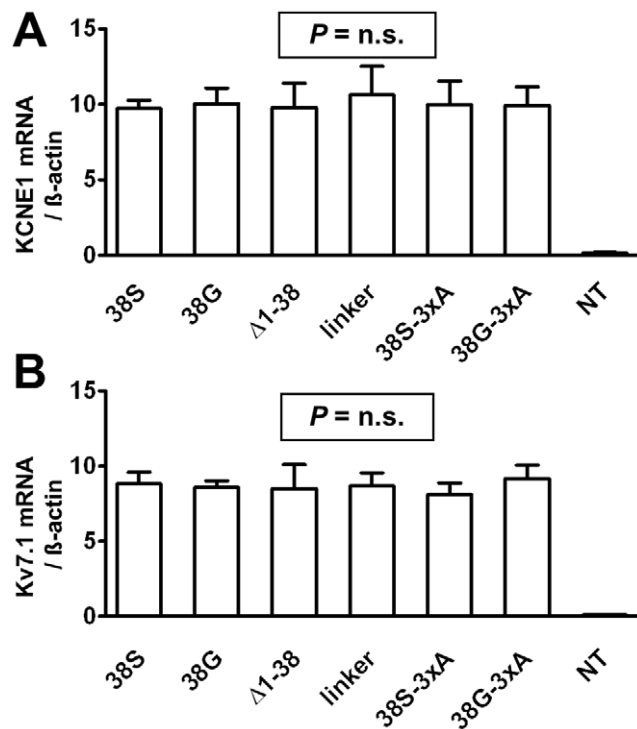 A
P = n.s.
KCNE1 mRNA
/ ß-actin
15
10
5
0
38S
38G
Δ1-38
linker
38S-3xA
38G-3xA
NT
B
P = n.s.
Kv7.1 mRNA
/ ß-actin
15
10
5
0
38S
38G
Δ1-38
linker
38S-3xA
38G-3xA
NT